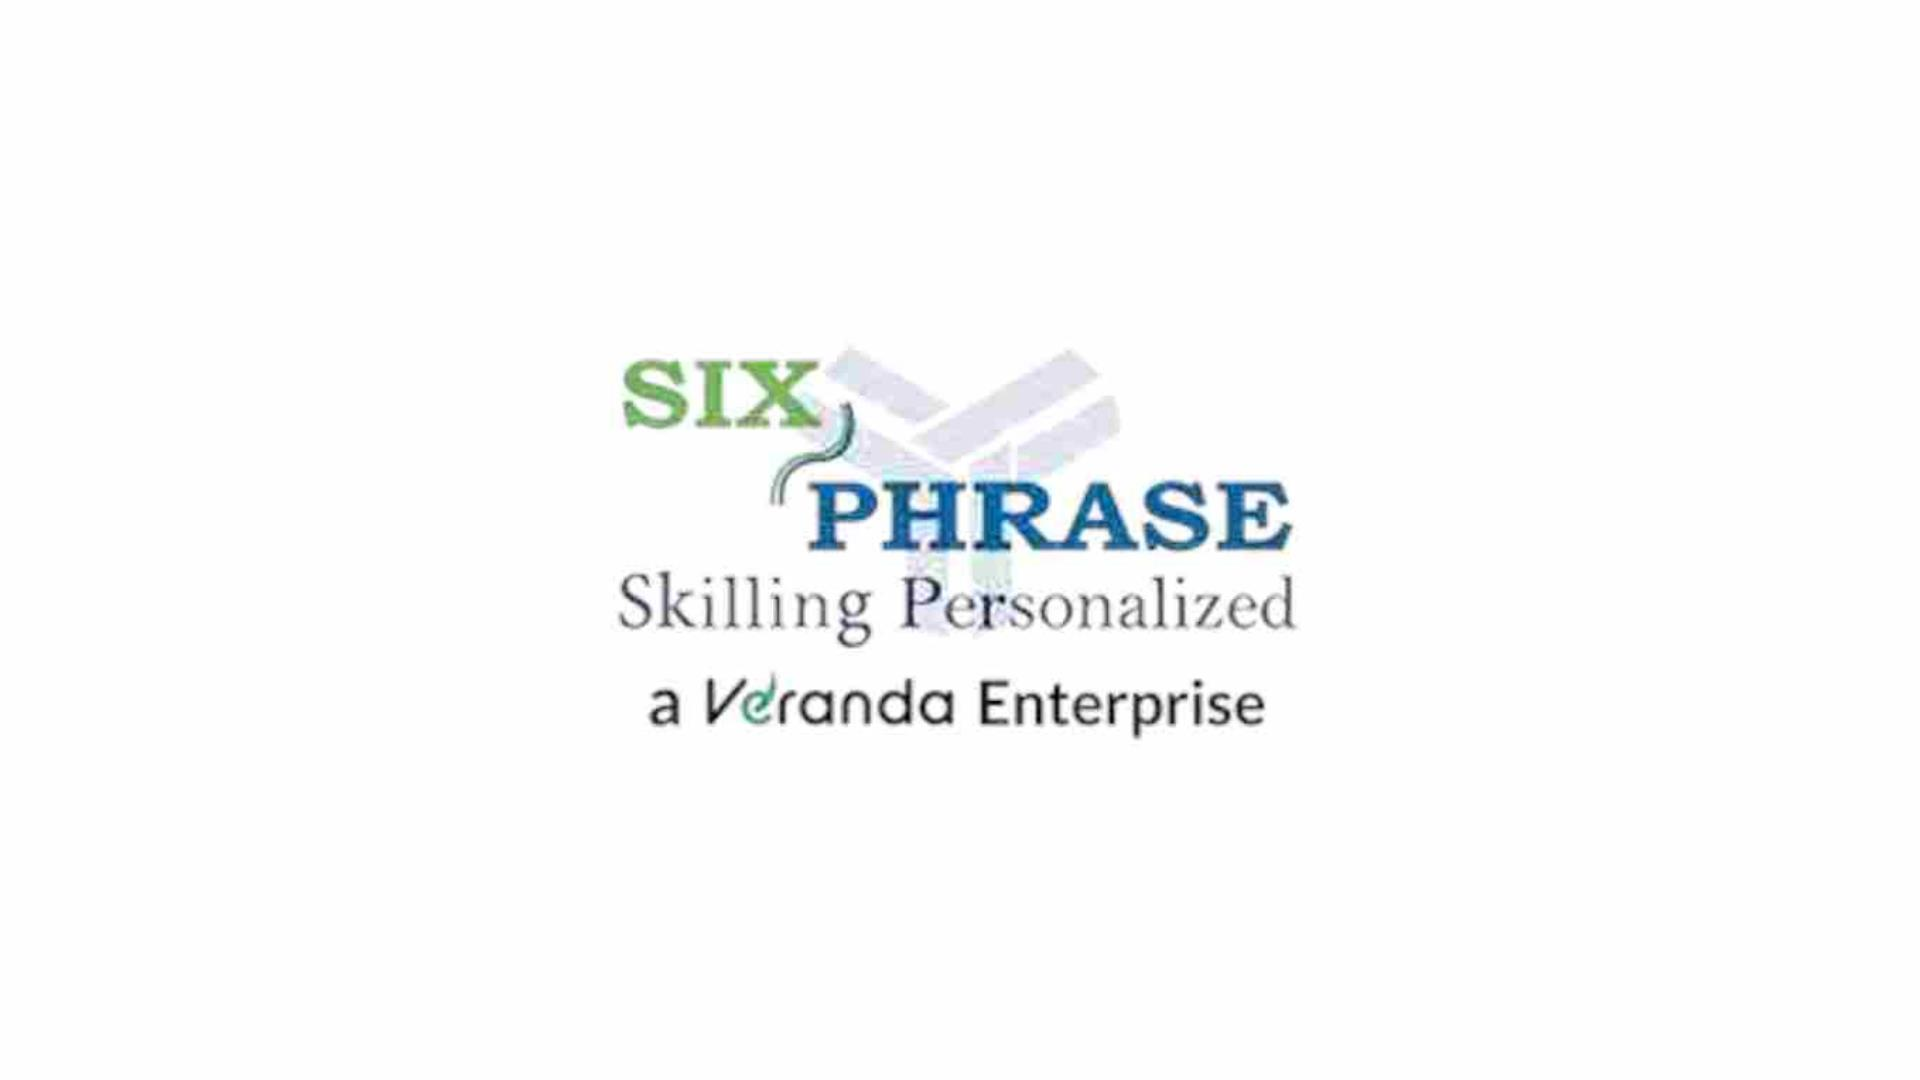 SIX
PHRASE
Skilling Personalized
a Veranda Enterprise